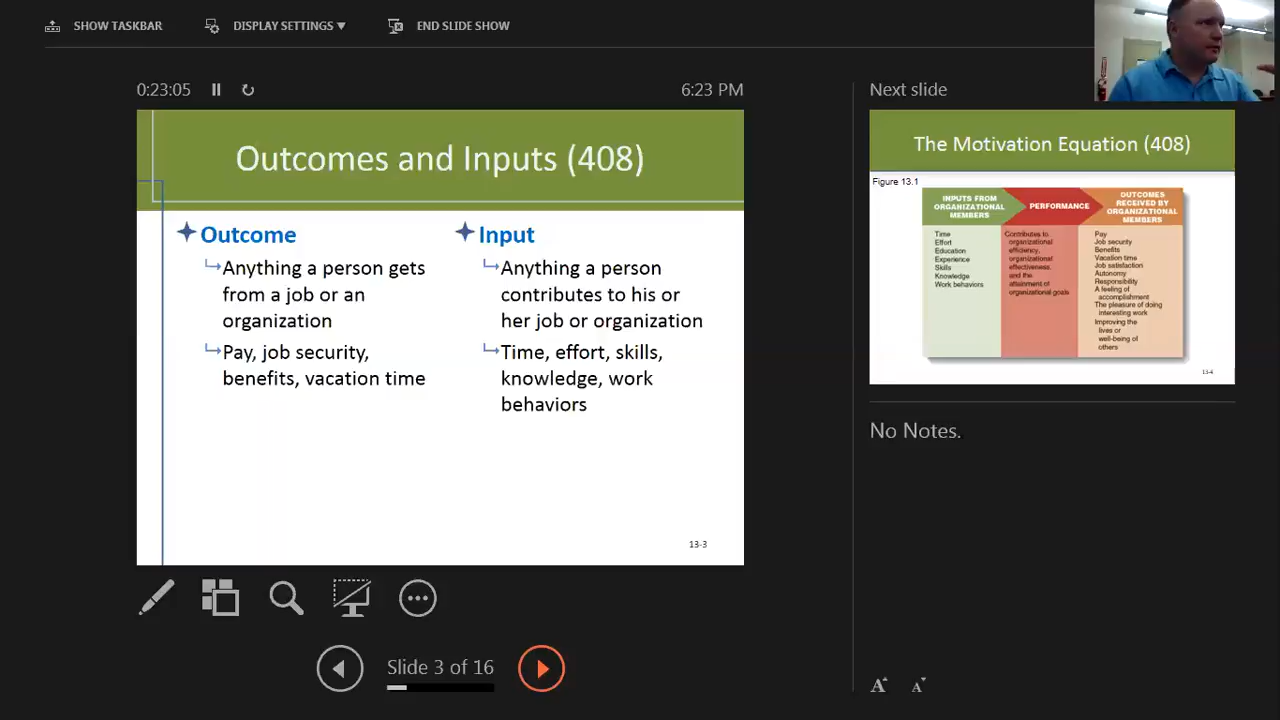 SHOW TASKBAR
DISPLAY SETTINGS ▼
END SLIDE SHOW
0:23:05
6:23 PM
Outcomes and Inputs (408)
Outcome
Anything a person gets
from a job or an
organization
Pay, job security,
benefits, vacation time
Input
Anything a person
contributes to his or
her job or organization
Time, effort, skills,
knowledge, work
behaviors
13-3
Slide 3 of 16
Next slide
The Motivation Equation (408)
Figure 13.1
INPUTS FROM
ORGANIZATIONAL
MEMBERS
Time
Effort
Education
Experience
Skills
Knowledge
Work behaviors
PERFORMANCE
Contributes to
organizational
efficiency,
organizational
effectiveness,
and the
attainment of
organizational goals
OUTCOMES
RECEIVED BY
ORGANIZATIONAL
MEMBERS
Pay
Job security
Benefits
Vacation time
Job satisfaction
Autonomy
Responsibility
A feeling of
accomplishment
The pleasure of doing
interesting work
Improving the
lives or
well-being of
others
13-4
No Notes.
A
A